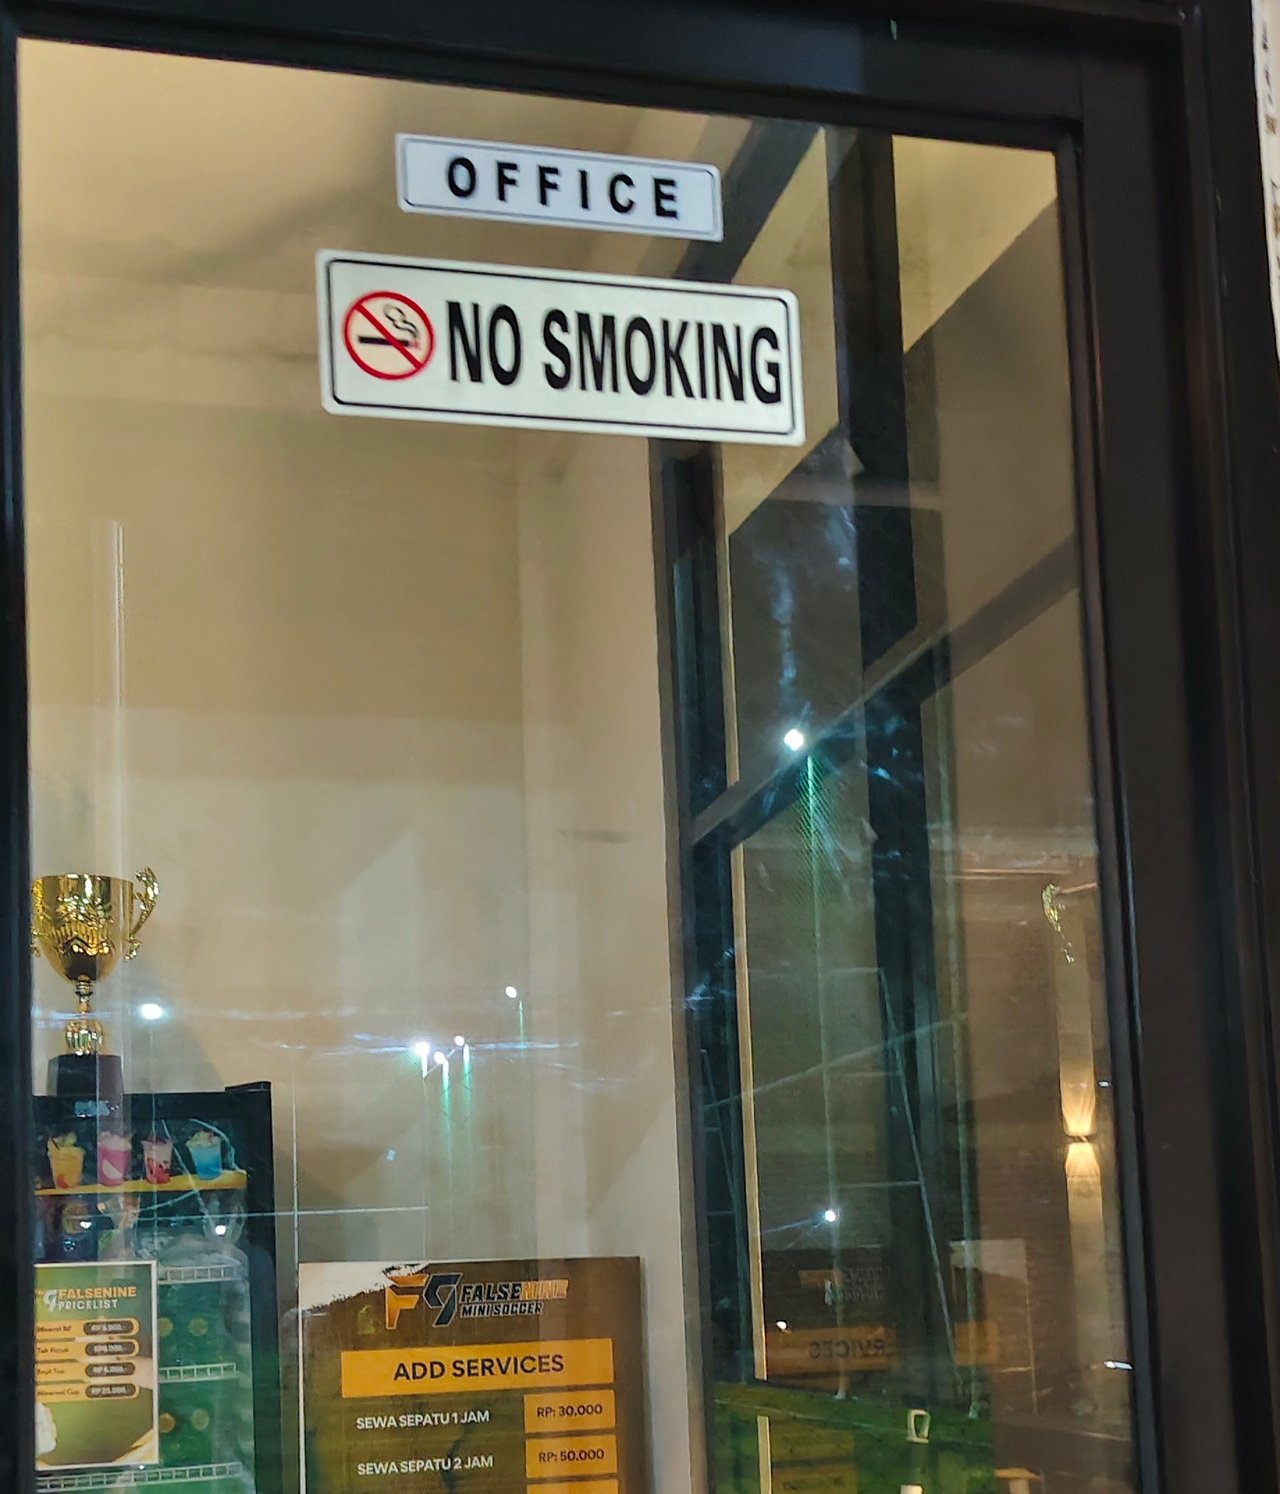 OFFICE
NO SMOKING
FALSENINE
PRICELIST
FALSENINE
MINI SOCCER
ADD SERVICES
SEWA SEPATU 1 JAM RP: 30.000
SEWA SEPATU 2 JAM RP: 50.000